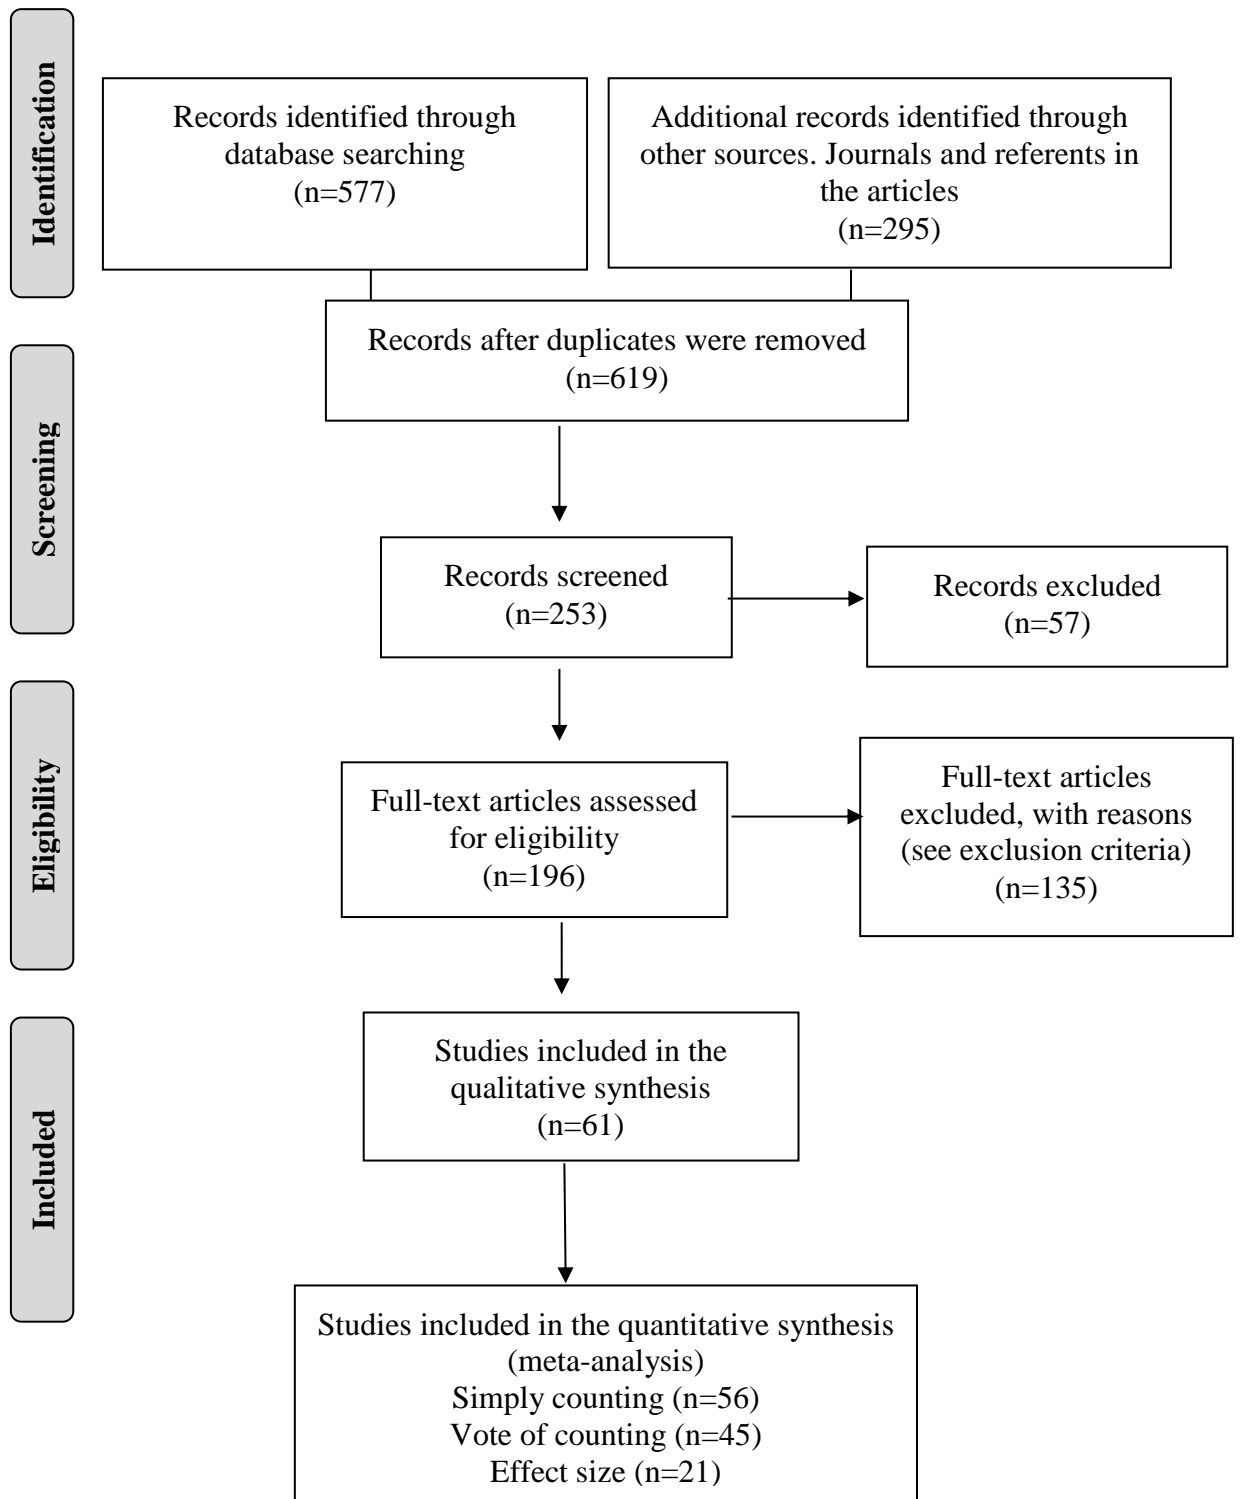 Identification
Records identified through
database searching
(n=577)
Additional records identified through
other sources. Journals and referents in
the articles
(n=295)
Records after duplicates were removed
(n=619)
Screening
Records screened
(n=253)
Records excluded
(n=57)
Eligibility
Full-text articles assessed
for eligibility
(n=196)
Full-text articles
excluded, with reasons
(see exclusion criteria)
(n=135)
Included
Studies included in the
qualitative synthesis
(n=61)
Studies included in the quantitative synthesis
(meta-analysis)
Simply counting (n=56)
Vote of counting (n=45)
Effect size (n=21)